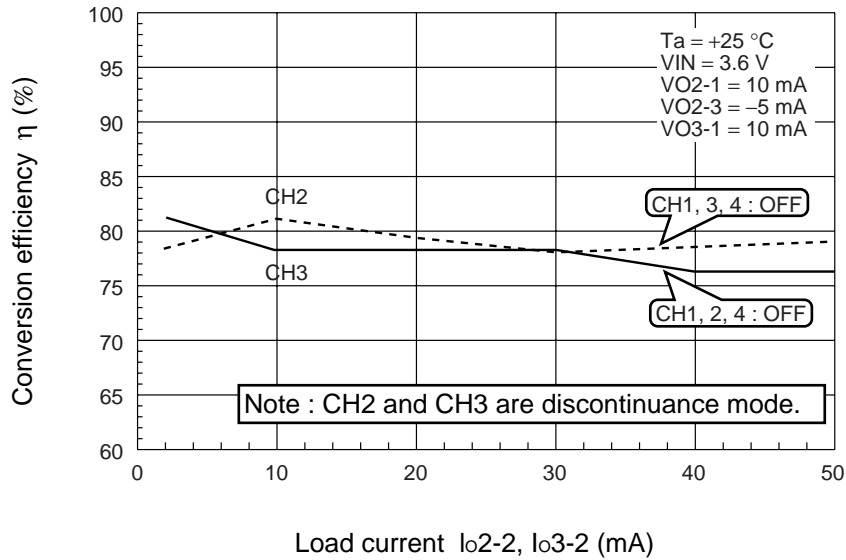 Conversion efficiency η (%)
100
95
90
85
80
75
70
65
60
Ta = +25 °C
VIN = 3.6 V
VO2-1 = 10 mA
VO2-3 = −5 mA
VO3-1 = 10 mA
CH2
CH1, 3, 4 : OFF
CH3
CH1, 2, 4 : OFF
Note : CH2 and CH3 are discontinuance mode.
0 10 20 30 40 50
Load current Io2-2, Io3-2 (mA)